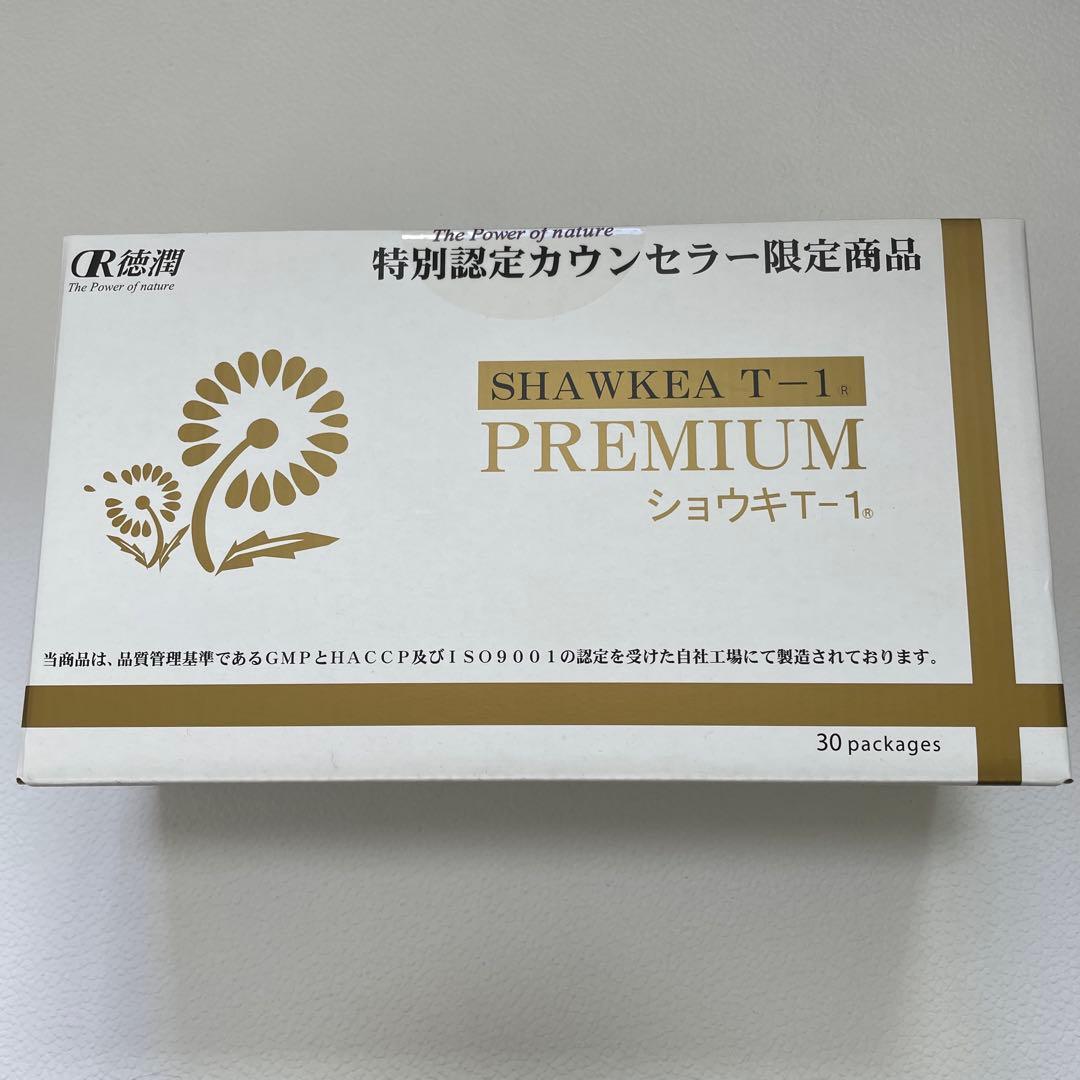 CR徳潤
The Power of nature
The Power of nature
特別認定カウンセラー限定商品
SHAWKEA T-1®
PREMIUM
ショウキT-1®
当商品は、品質管理基準であるGMPとHACCP及びISO9001の認定を受けた自社工場にて製造されております。
30 packages